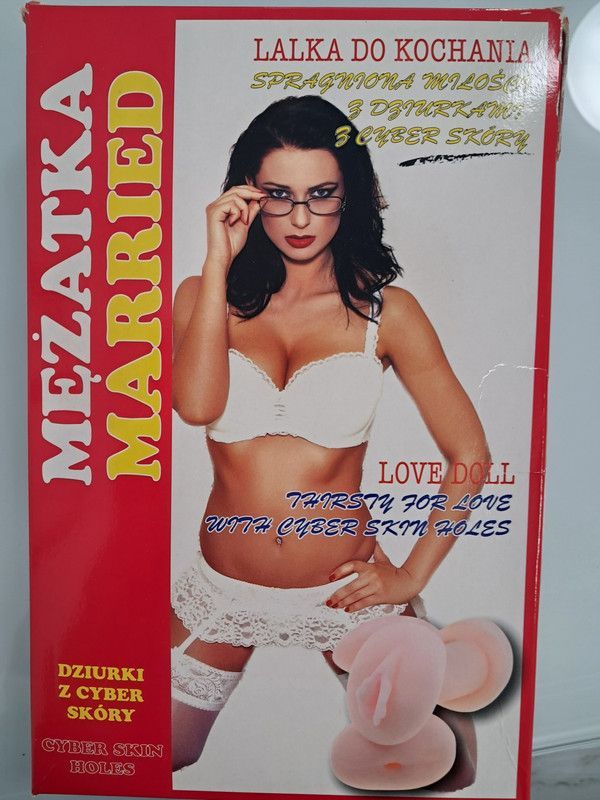 MĘŻATKA
MARRIED
LALKA DO KOCHANIA
SPRAGNIONA MIŁOŚCI
Z DZIURKAMI
Z CYBER SKÓRY
LOVE DOLL
THIRSTY FOR LOVE
WITH CYBER SKIN HOLES
DZIURKI
Z CYBER
SKÓRY
CYBER SKIN
HOLES